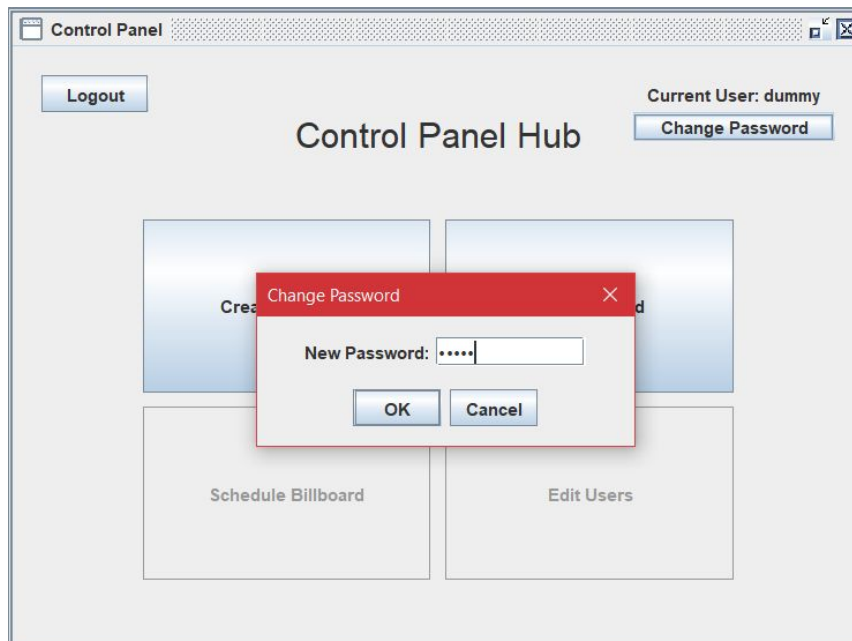 Control Panel
Logout
Current User: dummy
Change Password
Control Panel Hub
Crea
d
Change Password
New Password: •••••
OK
Cancel
Schedule Billboard
Edit Users